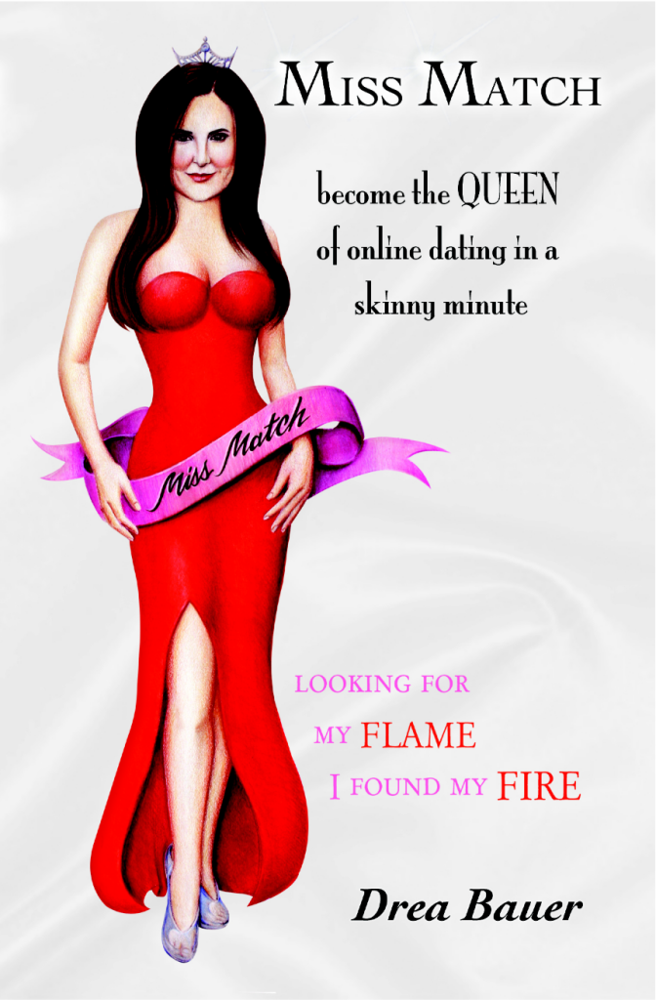 MISS MATCH
become the QUEEN
of online dating in a
skinny minute
Miss Match
LOOKING FOR
MY FLAME
I FOUND MY FIRE
Drea Bauer